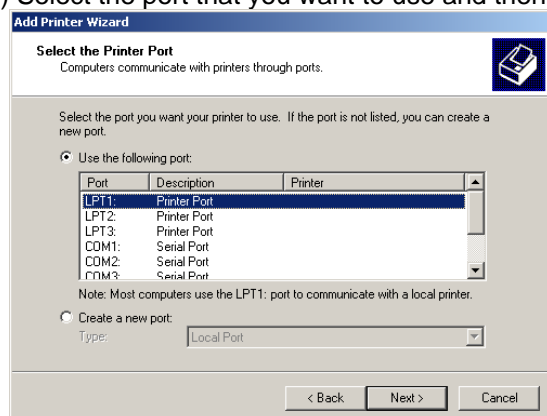 ) Select the port that you want to use and then
Add Printer Wizard
Select the Printer Port
Computers communicate with printers through ports.
Select the port you want your printer to use. If the port is not listed, you can create a
new port.
Use the following port:
Port Description Printer
LPT1: Printer Port
LPT2: Printer Port
LPT3: Printer Port
COM1: Serial Port
COM2: Serial Port
COM3: Serial Port
Note: Most computers use the LPT1: port to communicate with a local printer.
Create a new port:
Type: Local Port
< Back Next > Cancel